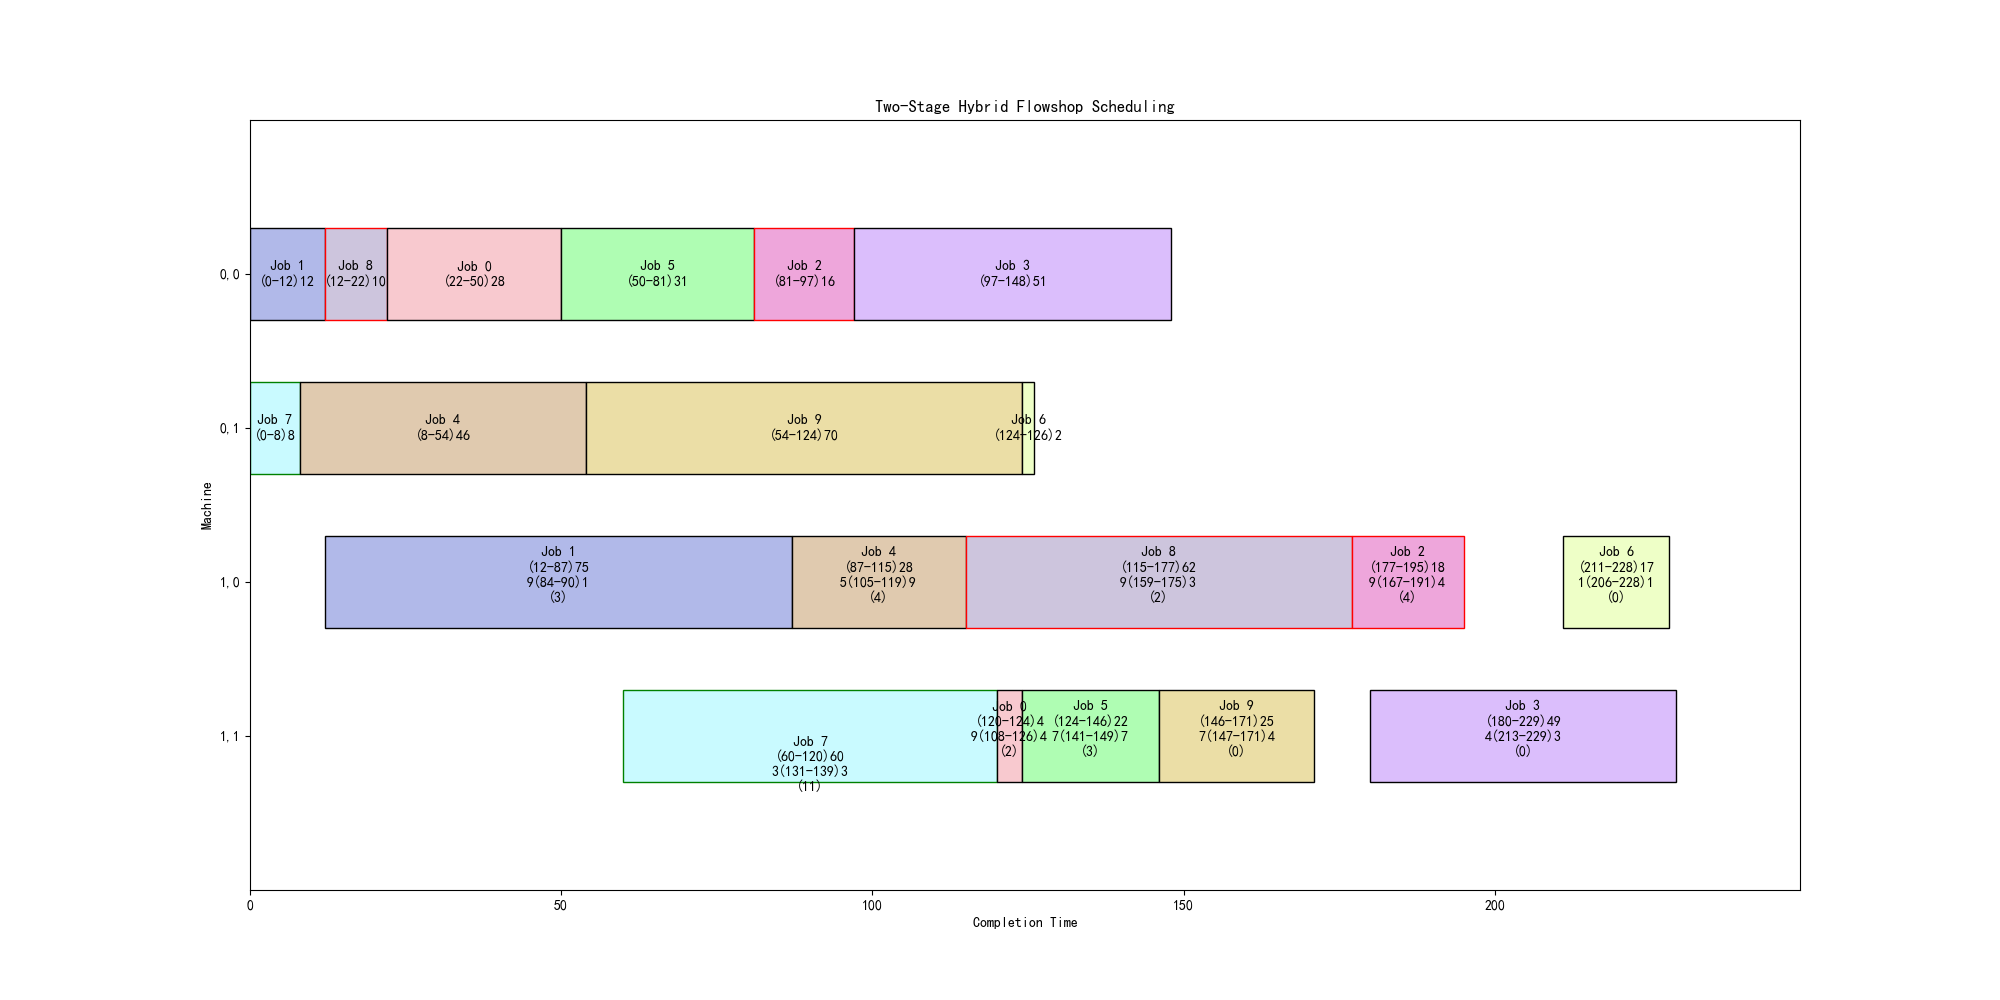 Two-Stage Hybrid Flowshop Scheduling
0,0
Job 1
(0-12)12
Job 8
(12-22)10
Job 0
(22-50)28
Job 5
(50-81)31
Job 2
(81-97)16
Job 3
(97-148)51
0,1
Job 7
(0-8)8
Job 4
(8-54)46
Job 9
(54-124)70
Job 6
(124-126)2
Machine
1,0
Job 1
(12-87)75
9(84-90)1
(3)
Job 4
(87-115)28
5(105-119)9
(4)
Job 8
(115-177)62
9(159-175)3
(2)
Job 2
(177-195)18
9(167-191)4
(4)
Job 6
(211-228)17
1(206-228)1
(0)
1,1
Job 7
(60-120)60
3(131-139)3
(11)
Job 0
(120-124)4
9(108-126)4
(2)
Job 5
(124-146)22
7(141-149)7
(3)
Job 9
(146-171)25
7(147-171)4
(0)
Job 3
(180-229)49
4(213-229)3
(0)
0
50
100
150
200
Completion Time